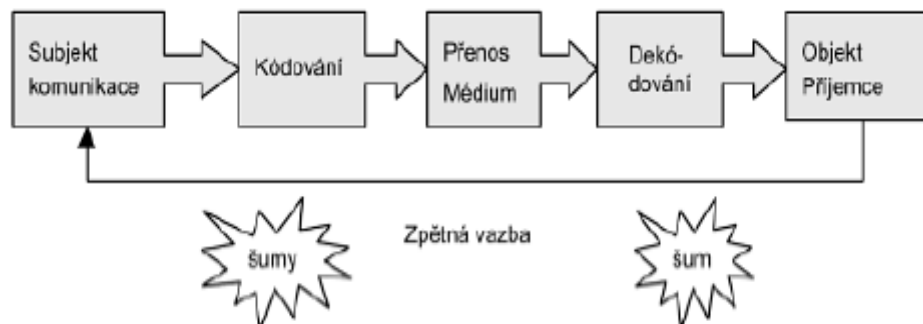 Subjekt
komunikace
Kódování
Přenos
Médium
Dekó-
dování
Objekt
Příjemce
Zpětná vazba
šumy
šum